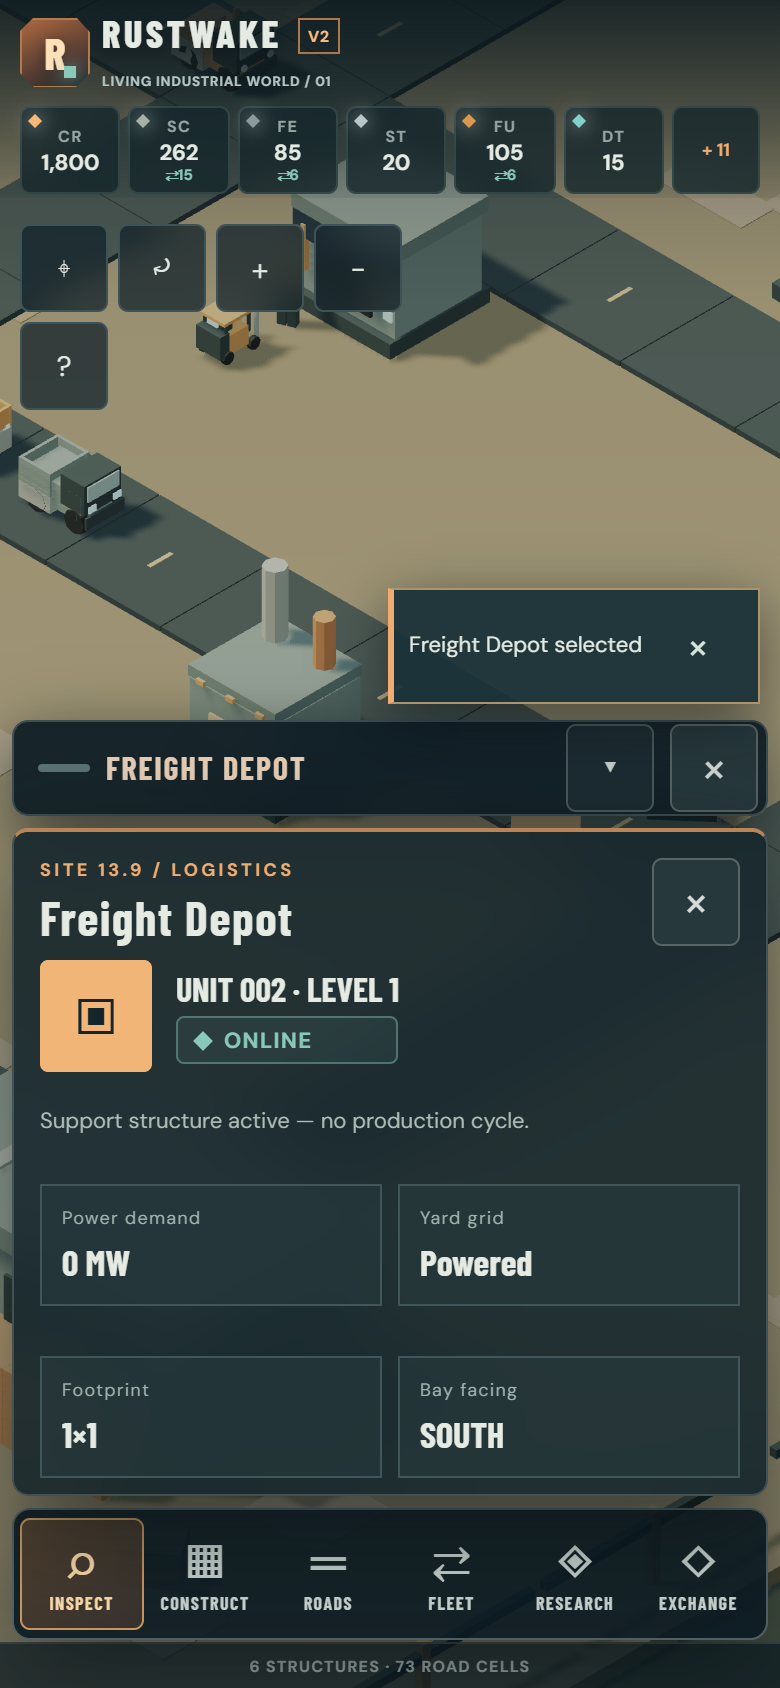 R
RUSTWAKE V2
LIVING INDUSTRIAL WORLD / 01
CR SC FE ST FU DT
1,800 262 85 20 105 15 + 11
⇄15 ⇄6 ⇄6
+ -
?
Freight Depot selected ×
FREIGHT DEPOT ▼ ×
SITE 13.9 / LOGISTICS ×
Freight Depot
UNIT 002 · LEVEL 1
◆ ONLINE
Support structure active — no production cycle.
Power demand Yard grid
0 MW Powered
Footprint Bay facing
1×1 SOUTH
INSPECT CONSTRUCT ROADS FLEET RESEARCH EXCHANGE
6 STRUCTURES · 73 ROAD CELLS